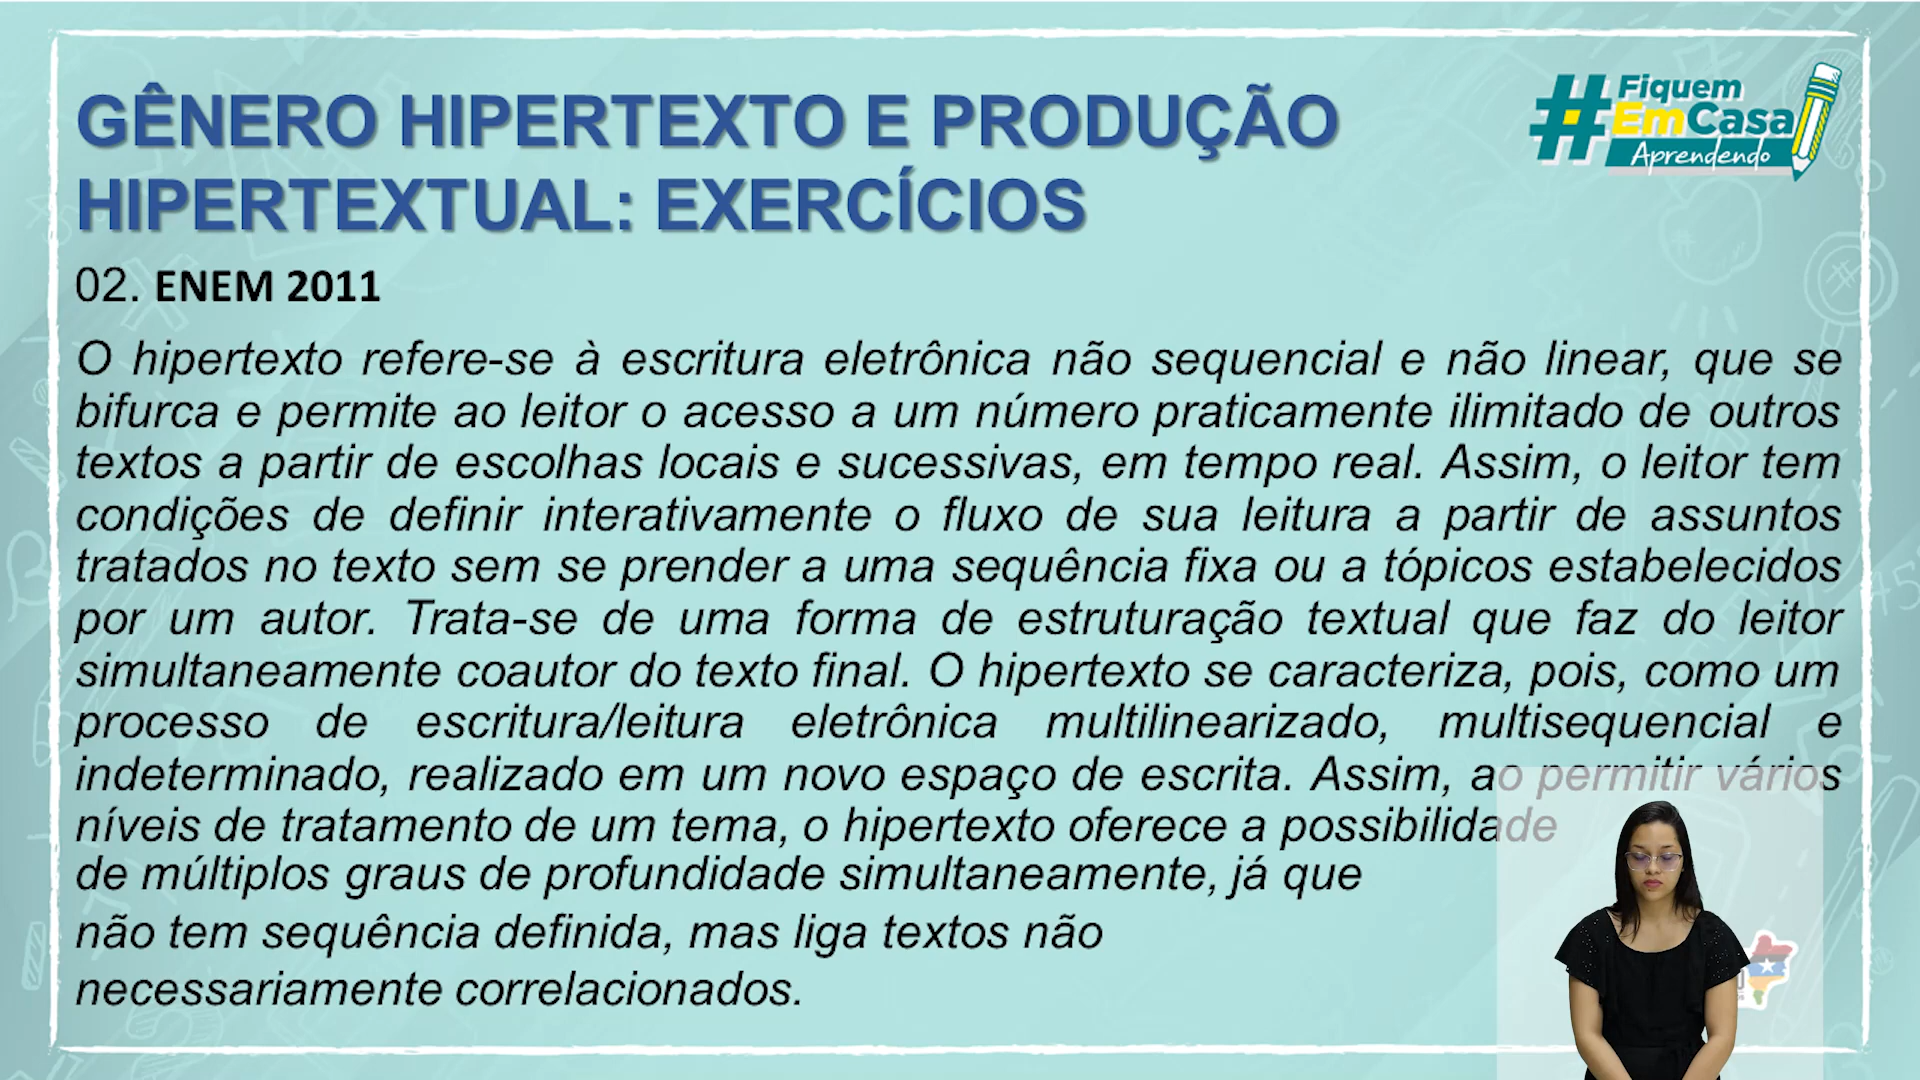 GÊNERO HIPERTEXTO E PRODUÇÃO
HIPERTEXTUAL: EXERCÍCIOS
#Fiquem
EmCasa
Aprendendo
02. ENEM 2011
O hipertexto refere-se à escritura eletrônica não sequencial e não linear, que se
bifurca e permite ao leitor o acesso a um número praticamente ilimitado de outros
textos a partir de escolhas locais e sucessivas, em tempo real. Assim, o leitor tem
condições de definir interativamente o fluxo de sua leitura a partir de assuntos
tratados no texto sem se prender a uma sequência fixa ou a tópicos estabelecidos
por um autor. Trata-se de uma forma de estruturação textual que faz do leitor
simultaneamente coautor do texto final. O hipertexto se caracteriza, pois, como um
processo de escritura/leitura eletrônica multilinearizado, multisequencial e
indeterminado, realizado em um novo espaço de escrita. Assim, ao permitir vários
níveis de tratamento de um tema, o hipertexto oferece a possibilidade
de múltiplos graus de profundidade simultaneamente, já que
não tem sequência definida, mas liga textos não
necessariamente correlacionados.